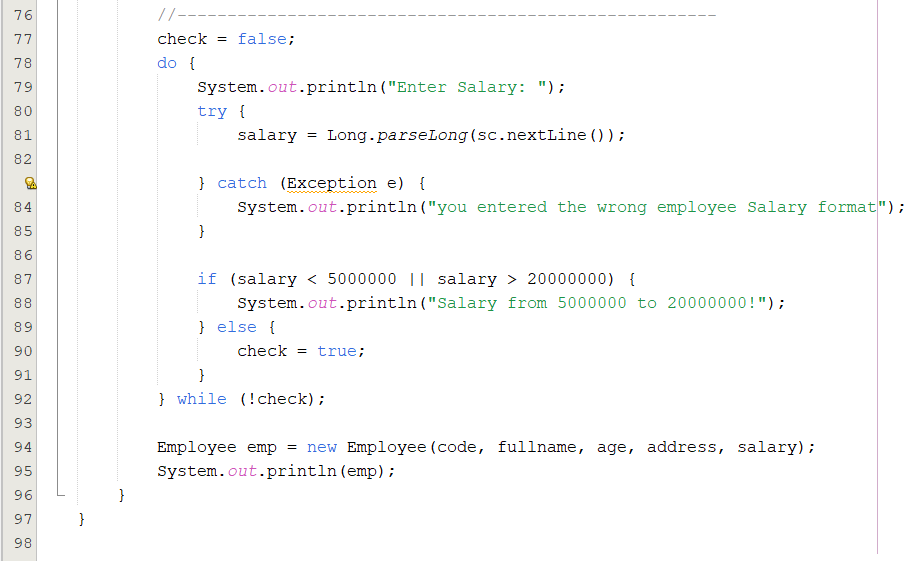 76 //------------------------------------------------------
77 check = false;
78 do {
79 System.out.println("Enter Salary: ");
80 try {
81 salary = Long.parseLong(sc.nextLine());
82
} catch (Exception e) {
84 System.out.println("you entered the wrong employee Salary format");
85 }
86
87 if (salary < 5000000 || salary > 20000000) {
88 System.out.println("Salary from 5000000 to 20000000!");
89 } else {
90 check = true;
91 }
92 } while (!check);
93
94 Employee emp = new Employee(code, fullname, age, address, salary);
95 System.out.println(emp);
96 }
97 }
98